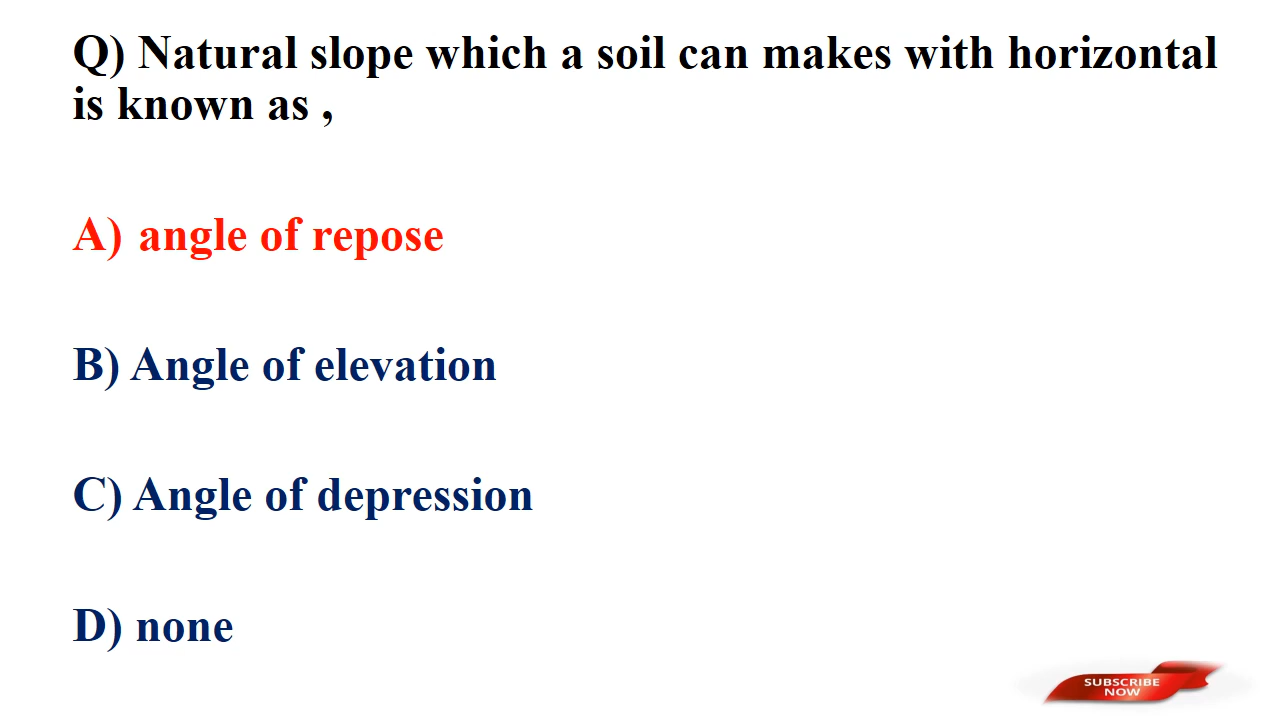 Q) Natural slope which a soil can makes with horizontal
is known as ,
A) angle of repose
B) Angle of elevation
C) Angle of depression
D) none
SUBSCRIBE
NOW